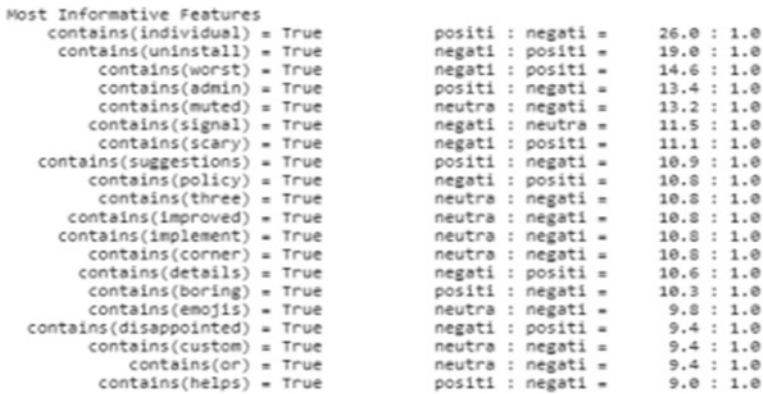 Most Informative Features
contains(individual) = True positi : negati = 26.0 : 1.0
contains(uninstall) = True negati : positi = 19.0 : 1.0
contains(worst) = True negati : positi = 14.6 : 1.0
contains(admin) = True positi : negati = 13.4 : 1.0
contains(muted) = True neutra : negati = 13.2 : 1.0
contains(signal) = True negati : neutra = 11.5 : 1.0
contains(scary) = True negati : positi = 11.1 : 1.0
contains(suggestions) = True positi : negati = 10.9 : 1.0
contains(policy) = True negati : positi = 10.8 : 1.0
contains(three) = True neutra : negati = 10.8 : 1.0
contains(improved) = True neutra : negati = 10.8 : 1.0
contains(implement) = True neutra : negati = 10.8 : 1.0
contains(corner) = True neutra : negati = 10.8 : 1.0
contains(details) = True negati : positi = 10.6 : 1.0
contains(boring) = True positi : negati = 10.3 : 1.0
contains(emojis) = True neutra : negati = 9.8 : 1.0
contains(disappointed) = True negati : positi = 9.4 : 1.0
contains(custom) = True neutra : negati = 9.4 : 1.0
contains(or) = True neutra : negati = 9.4 : 1.0
contains(helps) = True positi : negati = 9.0 : 1.0